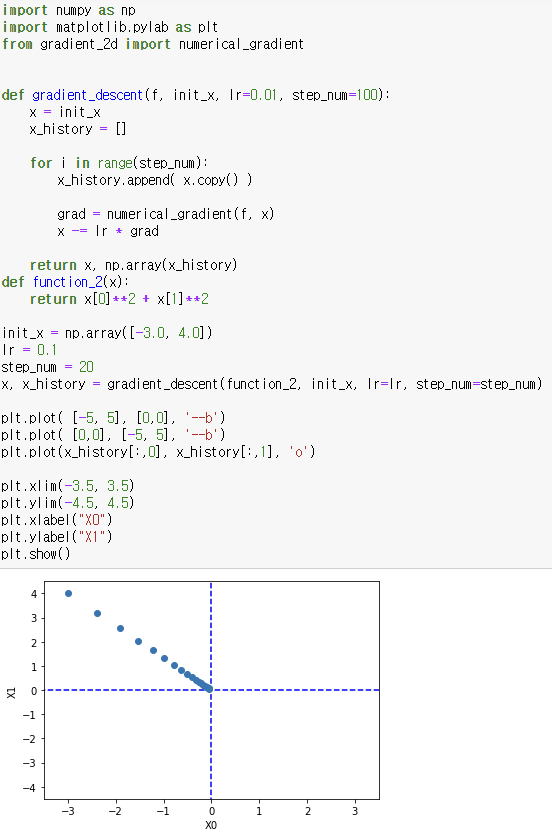 import numpy as np
import matplotlib.pylab as plt
from gradient_2d import numerical_gradient
def gradient_descent(f, init_x, lr=0.01, step_num=100):
    x = init_x
    x_history = []
    for i in range(step_num):
        x_history.append( x.copy() )
        grad = numerical_gradient(f, x)
        x -= lr * grad
    return x, np.array(x_history)
def function_2(x):
    return x[0]**2 + x[1]**2
init_x = np.array([-3.0, 4.0])
lr = 0.1
step_num = 20
x, x_history = gradient_descent(function_2, init_x, lr=lr, step_num=step_num)
plt.plot( [-5, 5], [0,0], '--b')
plt.plot( [0,0], [-5, 5], '--b')
plt.plot(x_history[:,0], x_history[:,1], 'o')
plt.xlim(-3.5, 3.5)
plt.ylim(-4.5, 4.5)
plt.xlabel("X0")
plt.ylabel("X1")
plt.show()
4
3
2
1
0
−1
−2
−3
−4
X1
−3 −2 −1 0 1 2 3
X0